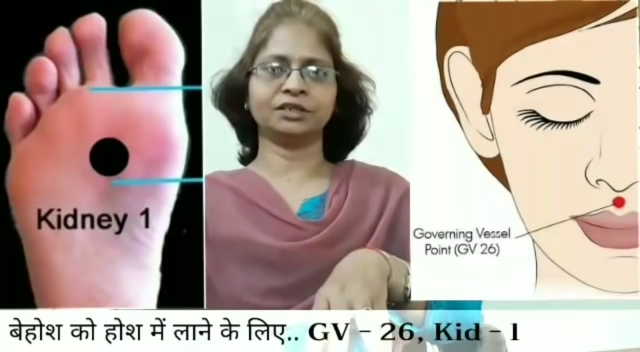 Kidney 1
Governing Vessel
Point (GV 26)
बेहोश को होश में लाने के लिए.. GV - 26, Kid - 1